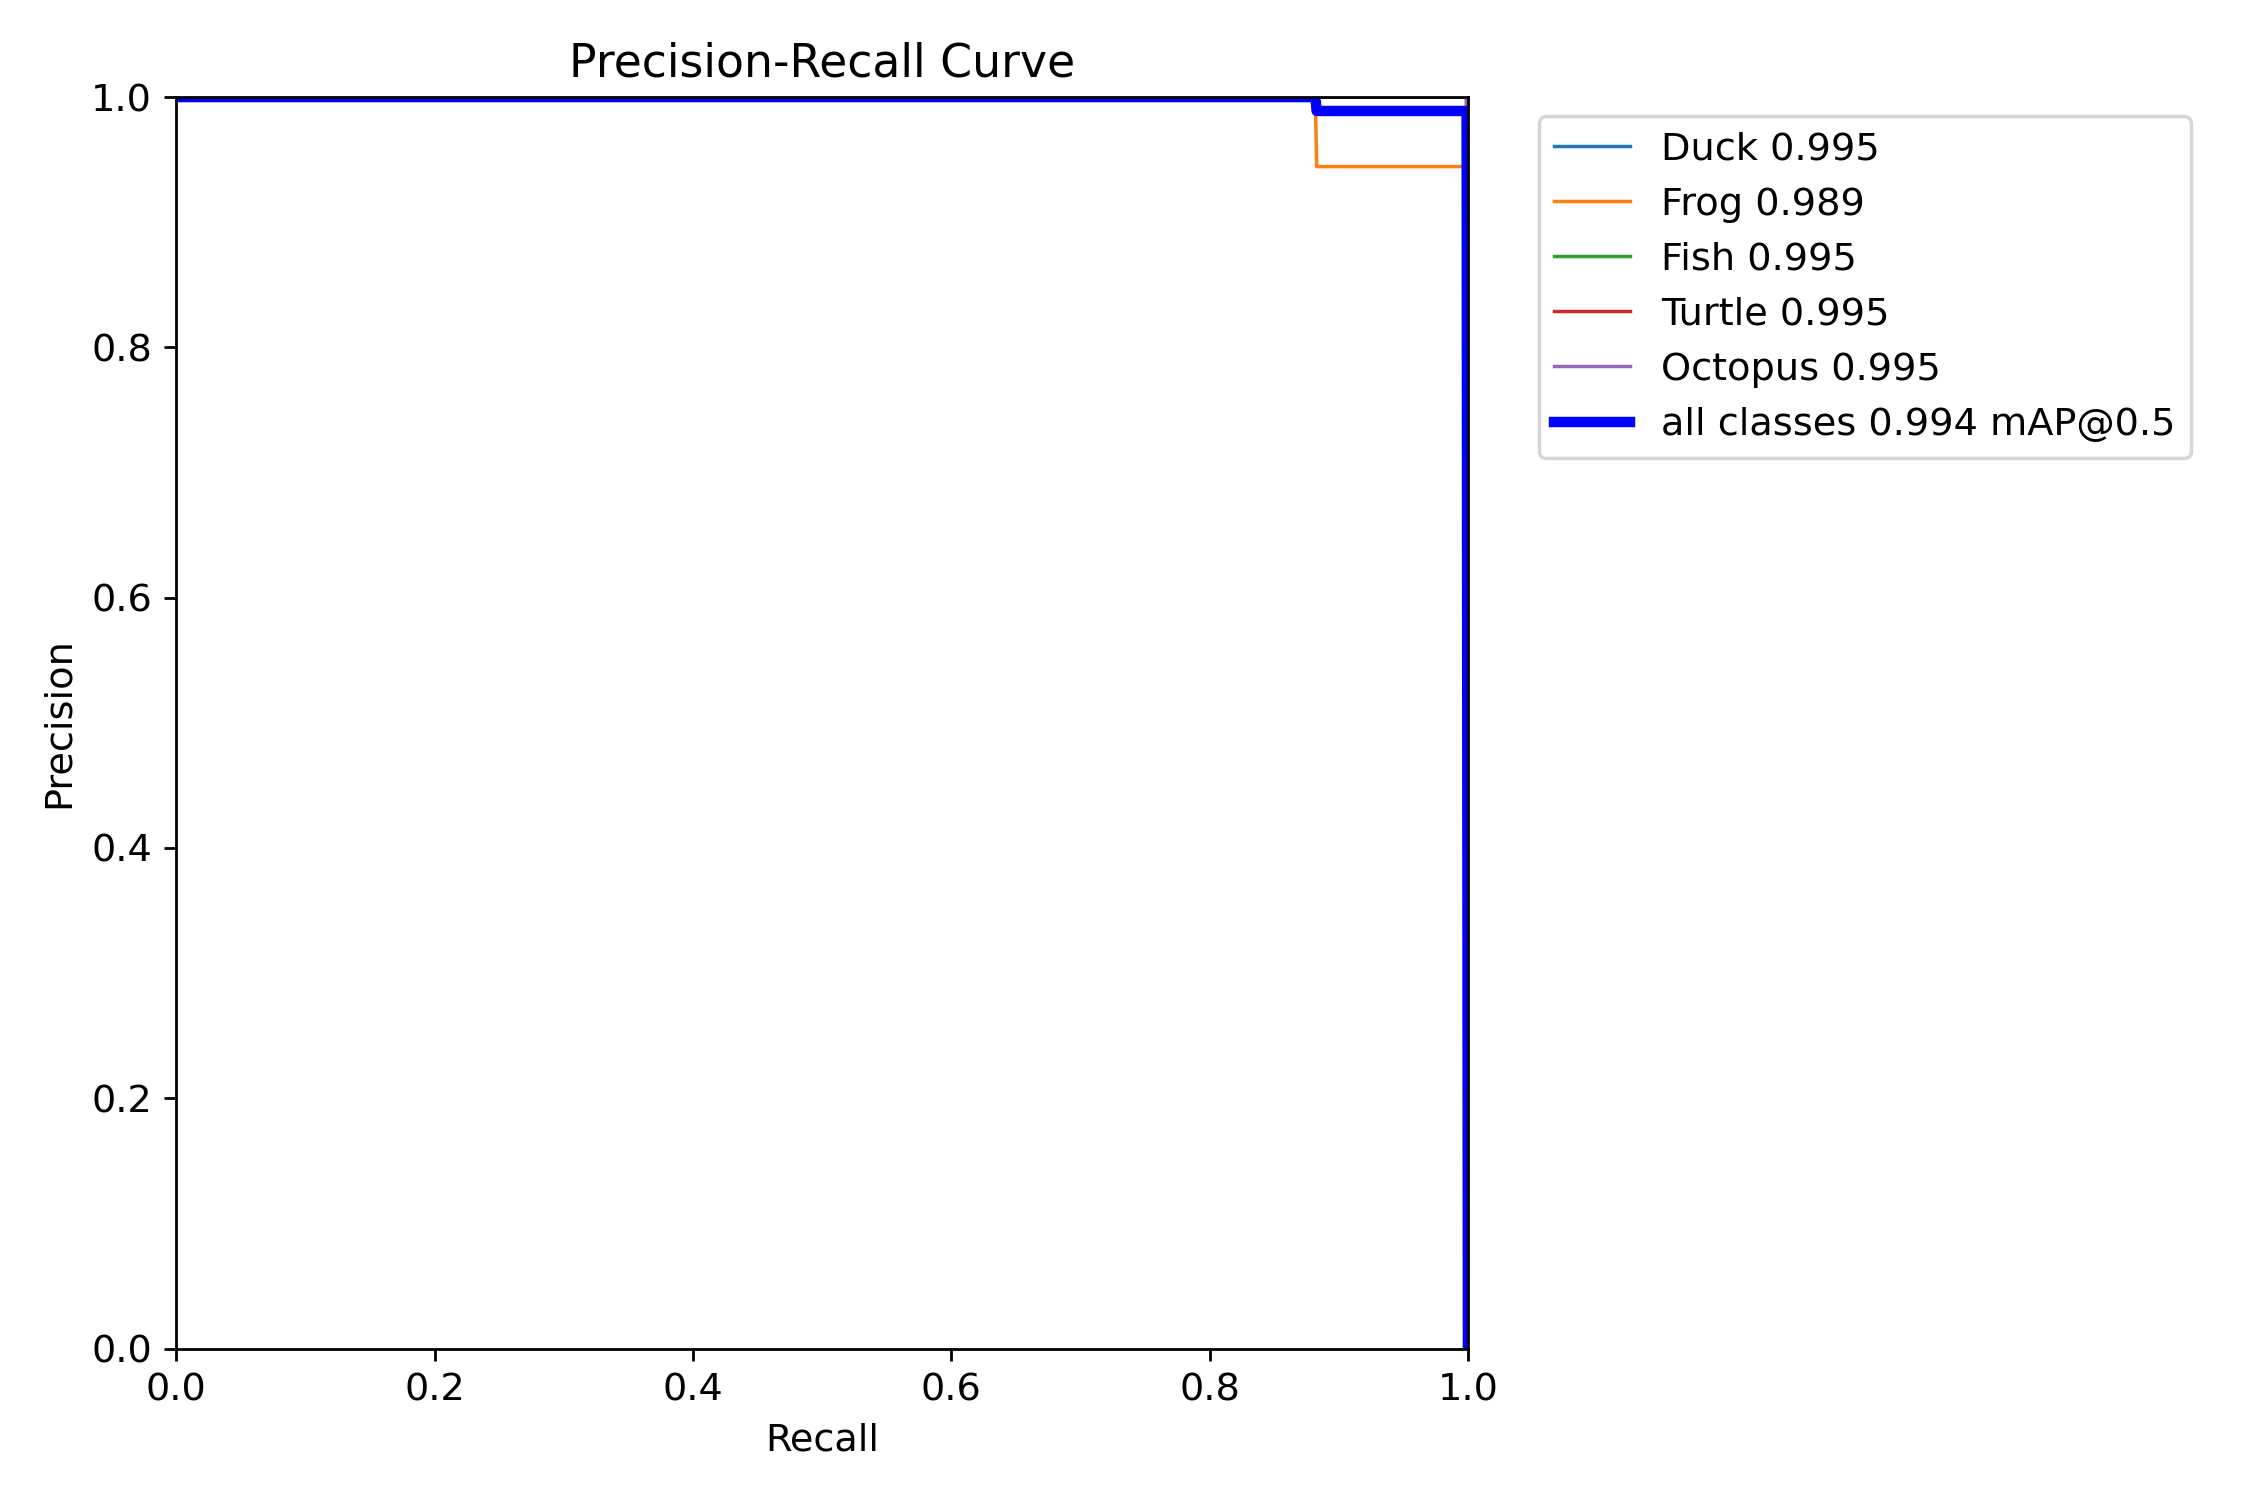 Precision-Recall Curve
1.0
0.8
0.6
0.4
0.2
0.0
Precision
0.0 0.2 0.4 0.6 0.8 1.0
Recall
Duck 0.995
Frog 0.989
Fish 0.995
Turtle 0.995
Octopus 0.995
all classes 0.994 mAP@0.5